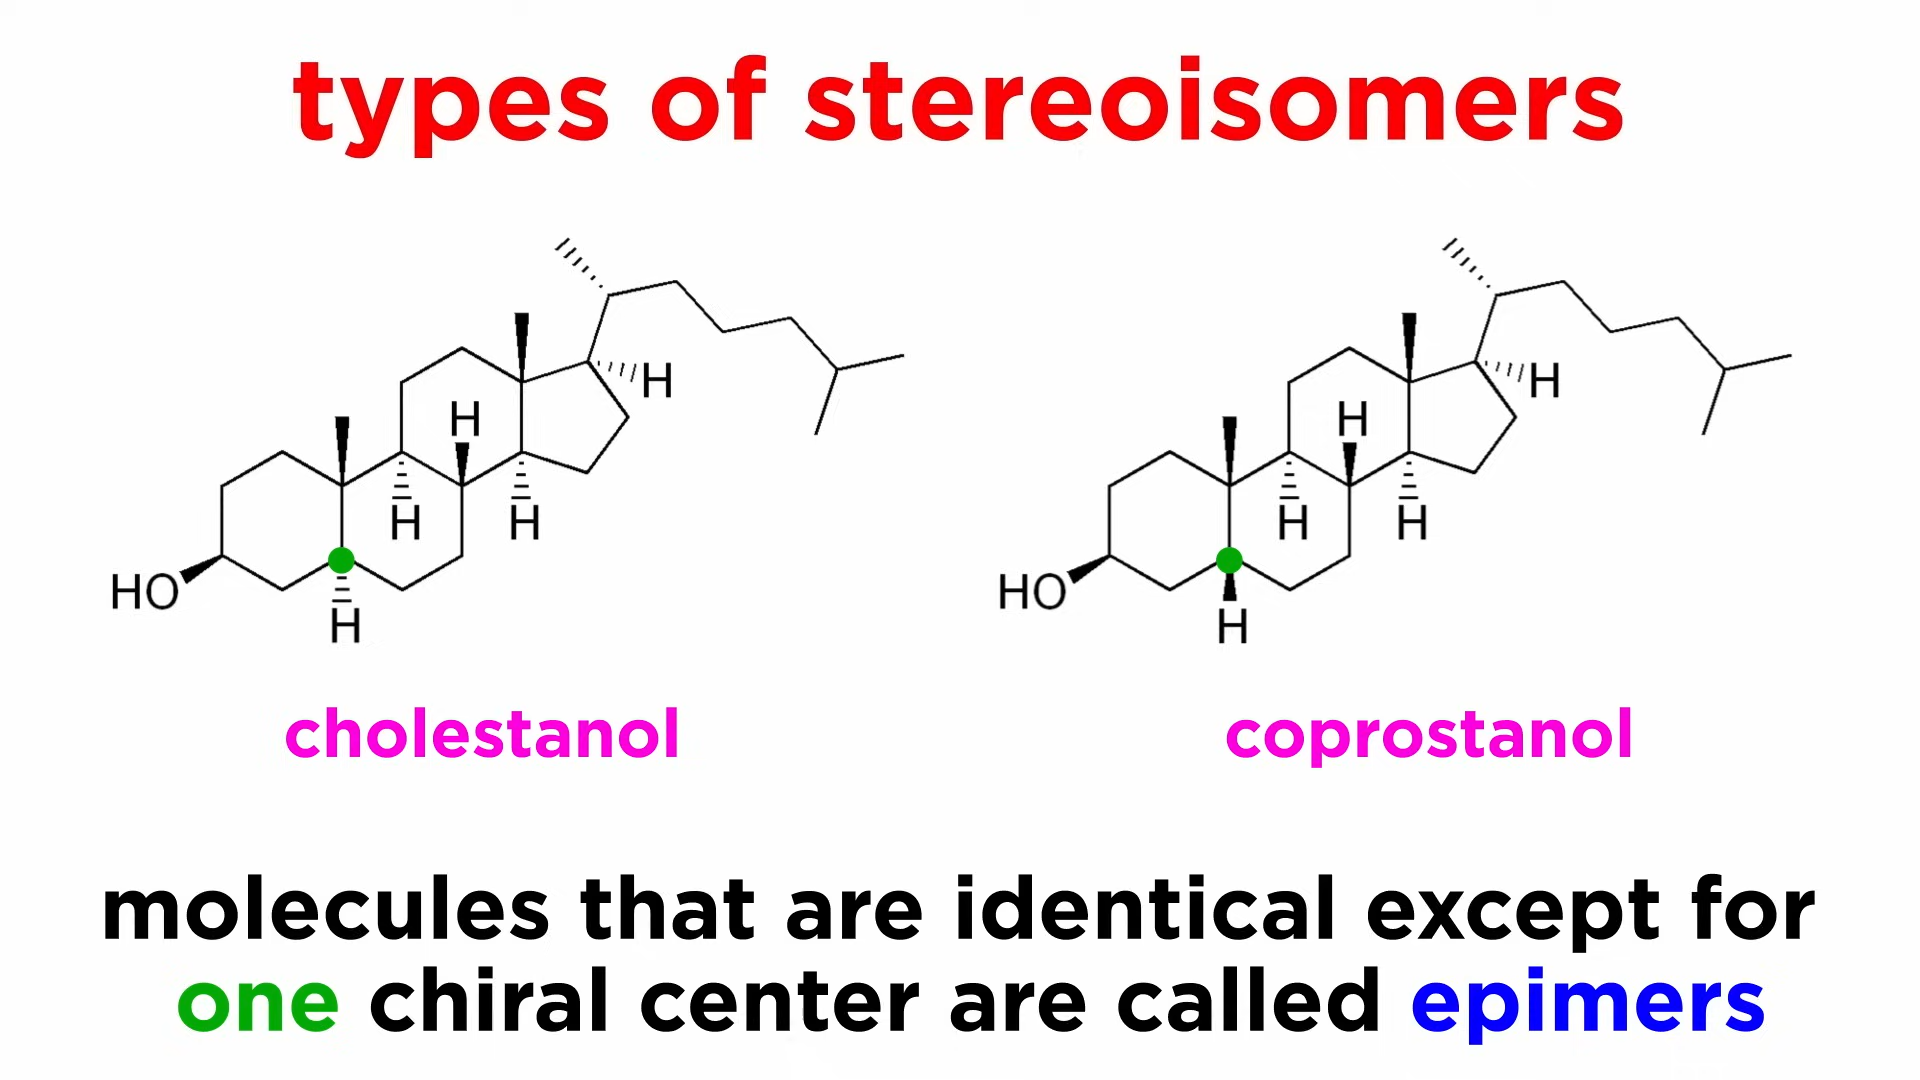 types of stereoisomers
H
H
H
H
HO
H
H
H
H
H
HO
H
cholestanol
coprostanol
molecules that are identical except for
one chiral center are called epimers